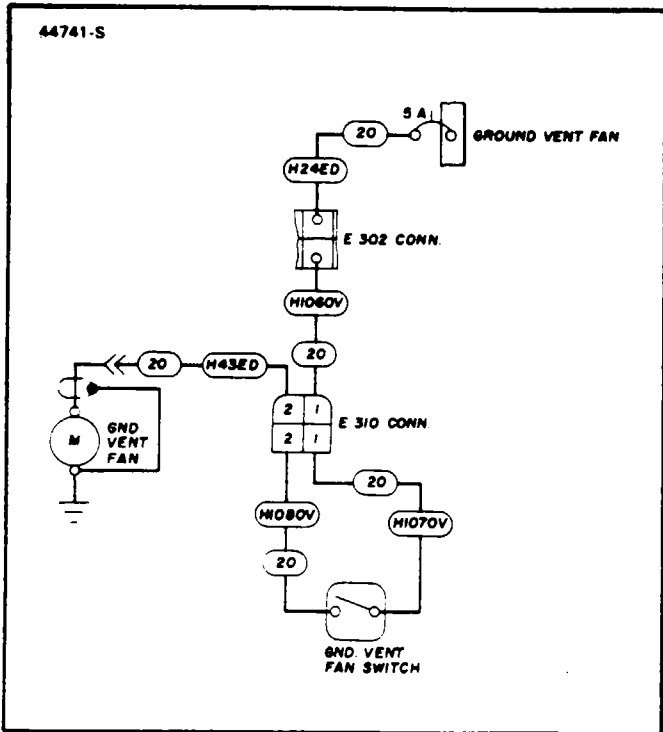 44741-S
5 A
20
GROUND VENT FAN
H24ED
E 302 CONN.
H1060V
20
H43ED
20
2 1
2 1
E 310 CONN.
M
GND.
VENT
FAN
20
H1080V
H1070V
20
GND. VENT
FAN SWITCH